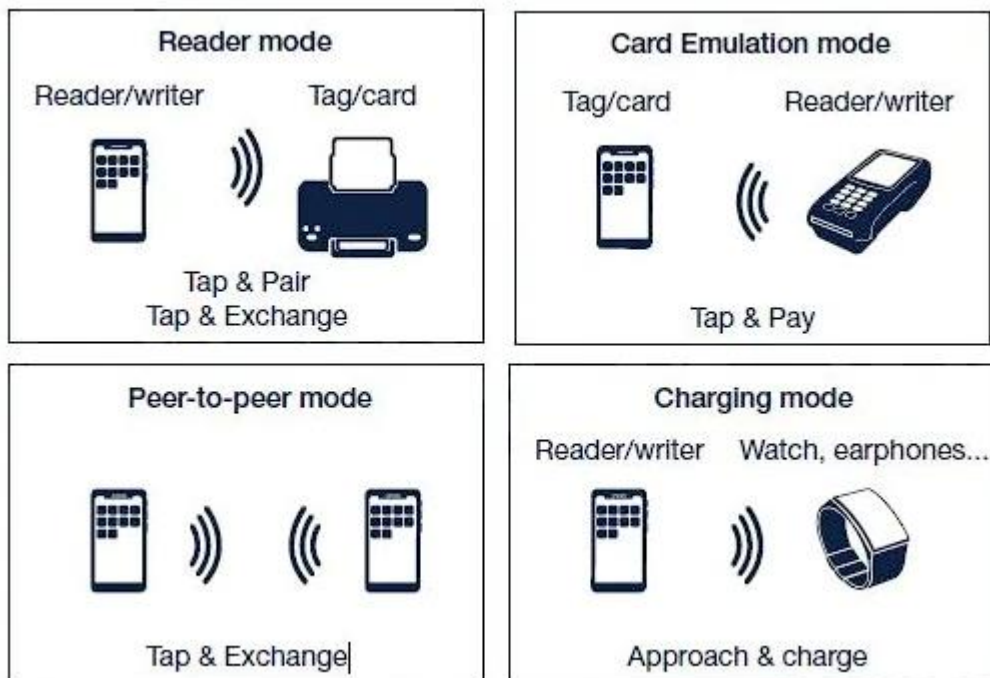 Reader mode
Reader/writer Tag/card
Tap & Pair
Tap & Exchange
Card Emulation mode
Tag/card Reader/writer
Tap & Pay
Peer-to-peer mode
Tap & Exchange
Charging mode
Reader/writer Watch, earphones...
Approach & charge